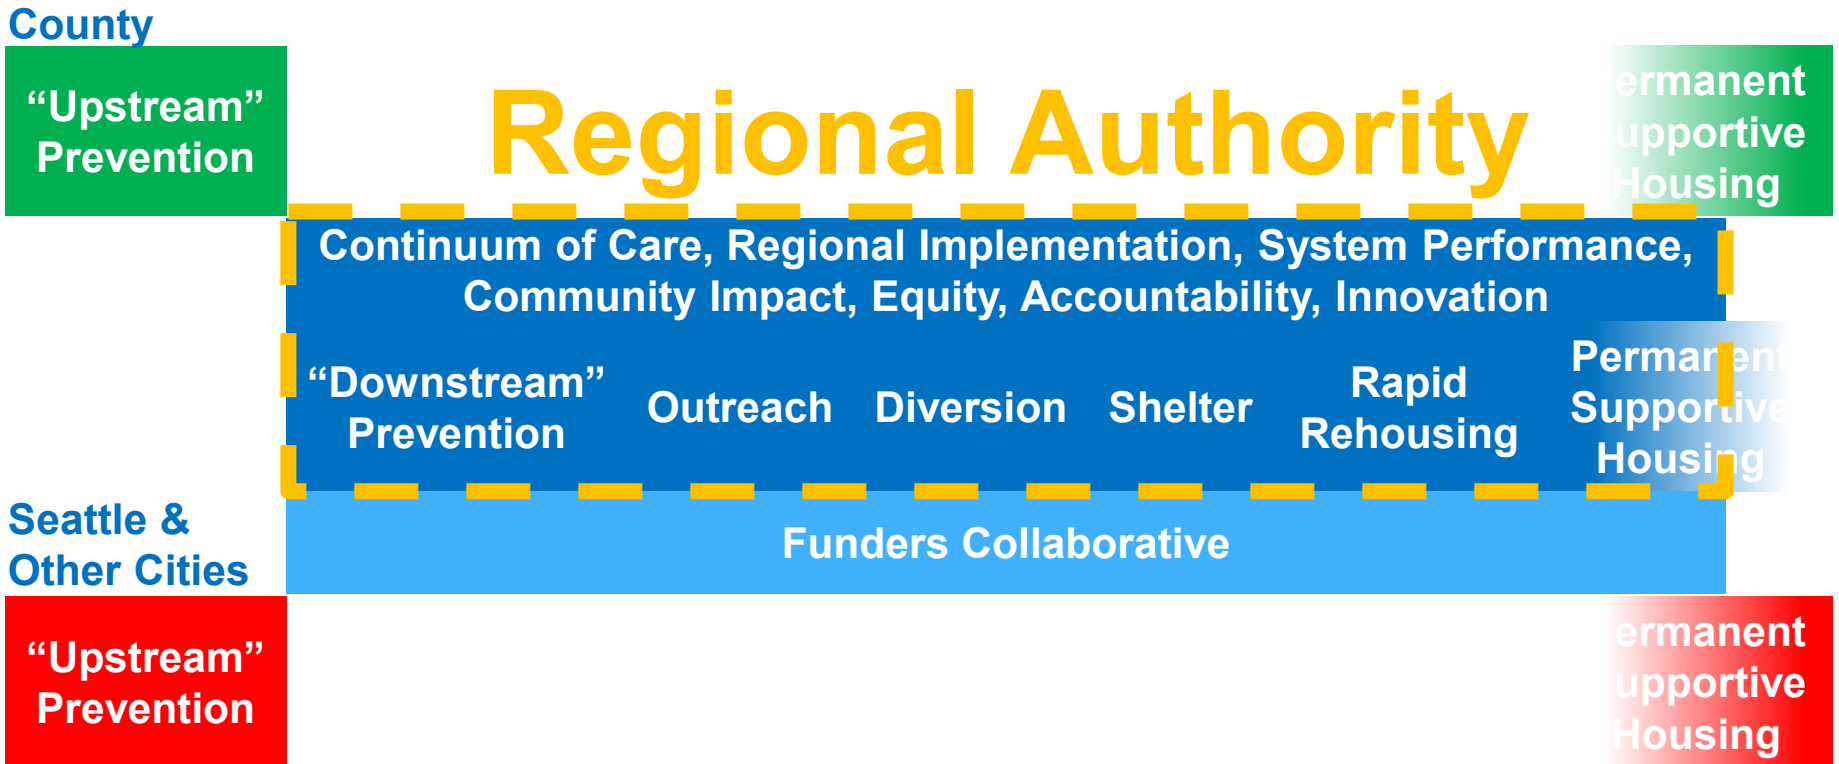 County
“Upstream”
Prevention
Regional Authority
ermanent
upportive
Housing
Continuum of Care, Regional Implementation, System Performance,
Community Impact, Equity, Accountability, Innovation
“Downstream”
Prevention
Outreach
Diversion
Shelter
Rapid
Rehousing
Permanent
Supportive
Housing
Seattle &
Other Cities
Funders Collaborative
“Upstream”
Prevention
ermanent
upportive
Housing